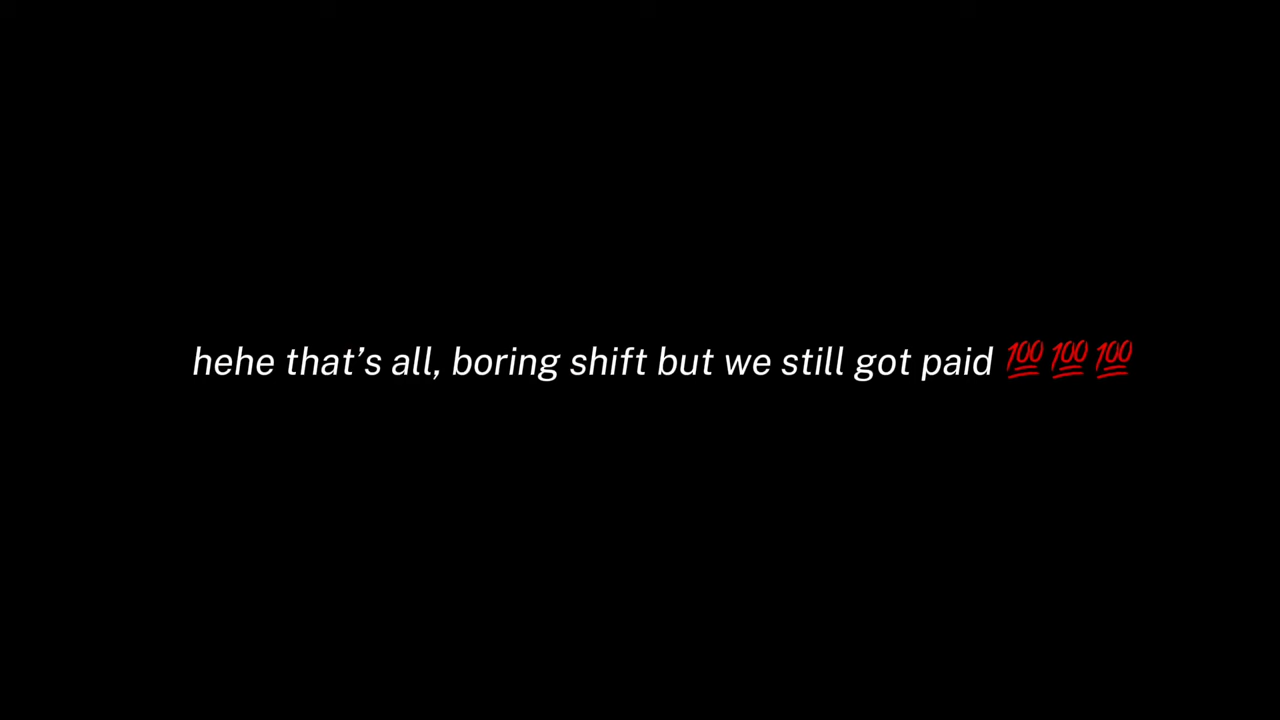 hehe that’s all, boring shift but we still got paid 💯💯💯